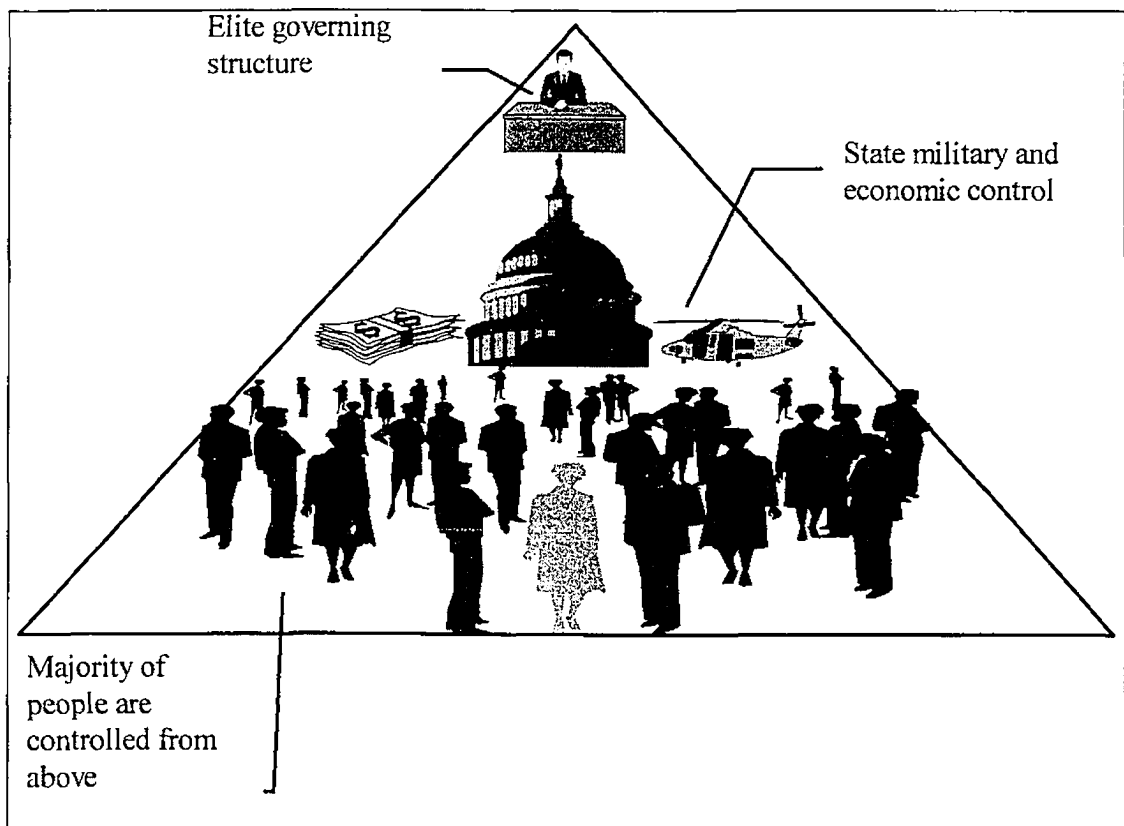 Elite governing
structure
State military and
economic control
Majority of
people are
controlled from
above